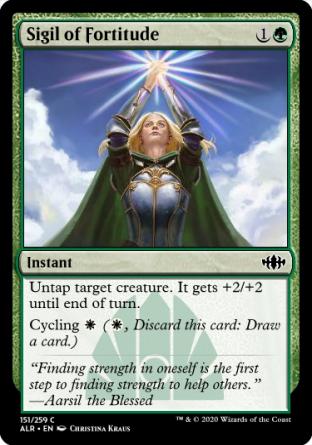 Sigil of Fortitude 1
Instant
Untap target creature. It gets +2/+2
until end of turn.
Cycling (, Discard this card: Draw
a card.)
“Finding strength in oneself is the first
step to finding strength to help others.”
—Aarsil the Blessed
151/259 C
ALR • EN Christina Kraus
™ & © 2020 Wizards of the Coast